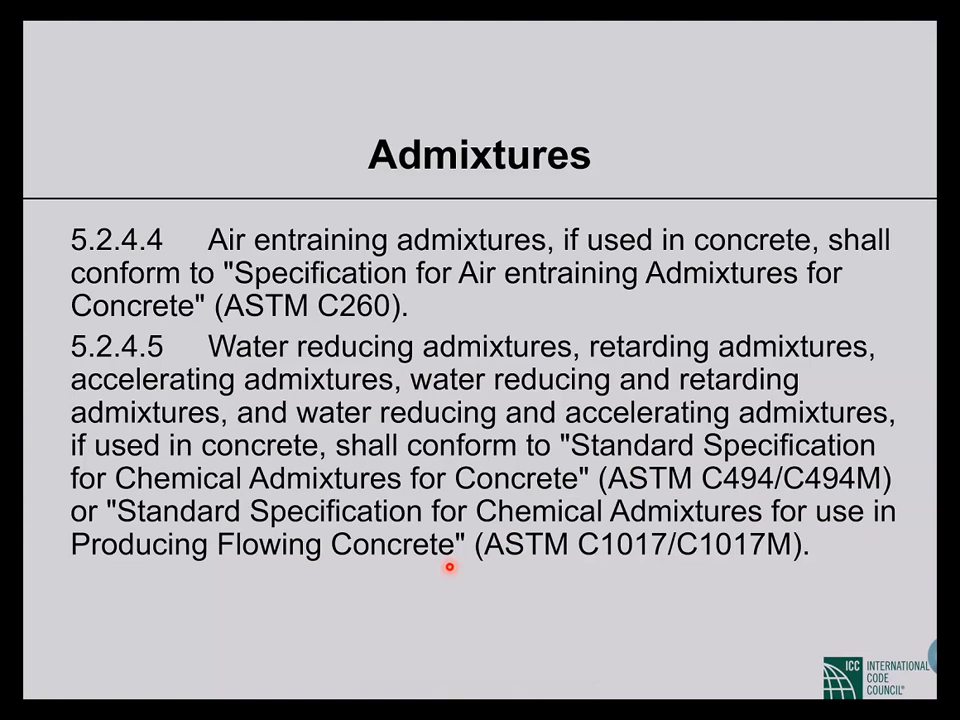 Admixtures
5.2.4.4 Air entraining admixtures, if used in concrete, shall
conform to "Specification for Air entraining Admixtures for
Concrete" (ASTM C260).
5.2.4.5 Water reducing admixtures, retarding admixtures,
accelerating admixtures, water reducing and retarding
admixtures, and water reducing and accelerating admixtures,
if used in concrete, shall conform to "Standard Specification
for Chemical Admixtures for Concrete" (ASTM C494/C494M)
or "Standard Specification for Chemical Admixtures for use in
Producing Flowing Concrete" (ASTM C1017/C1017M).
ICC INTERNATIONAL
CODE
COUNCIL®